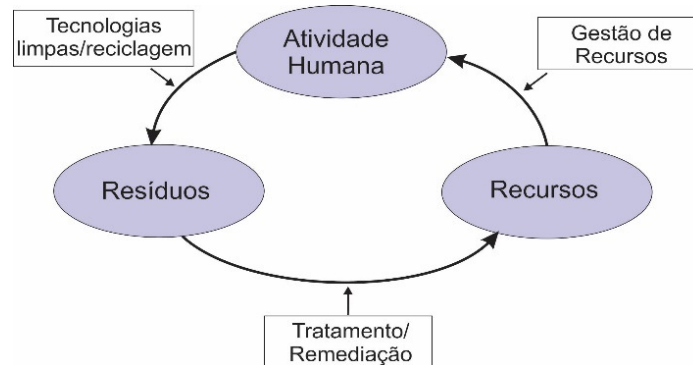 Tecnologias
limpas/reciclagem
Atividade
Humana
Gestão de
Recursos
Resíduos
Recursos
Tratamento/
Remediação